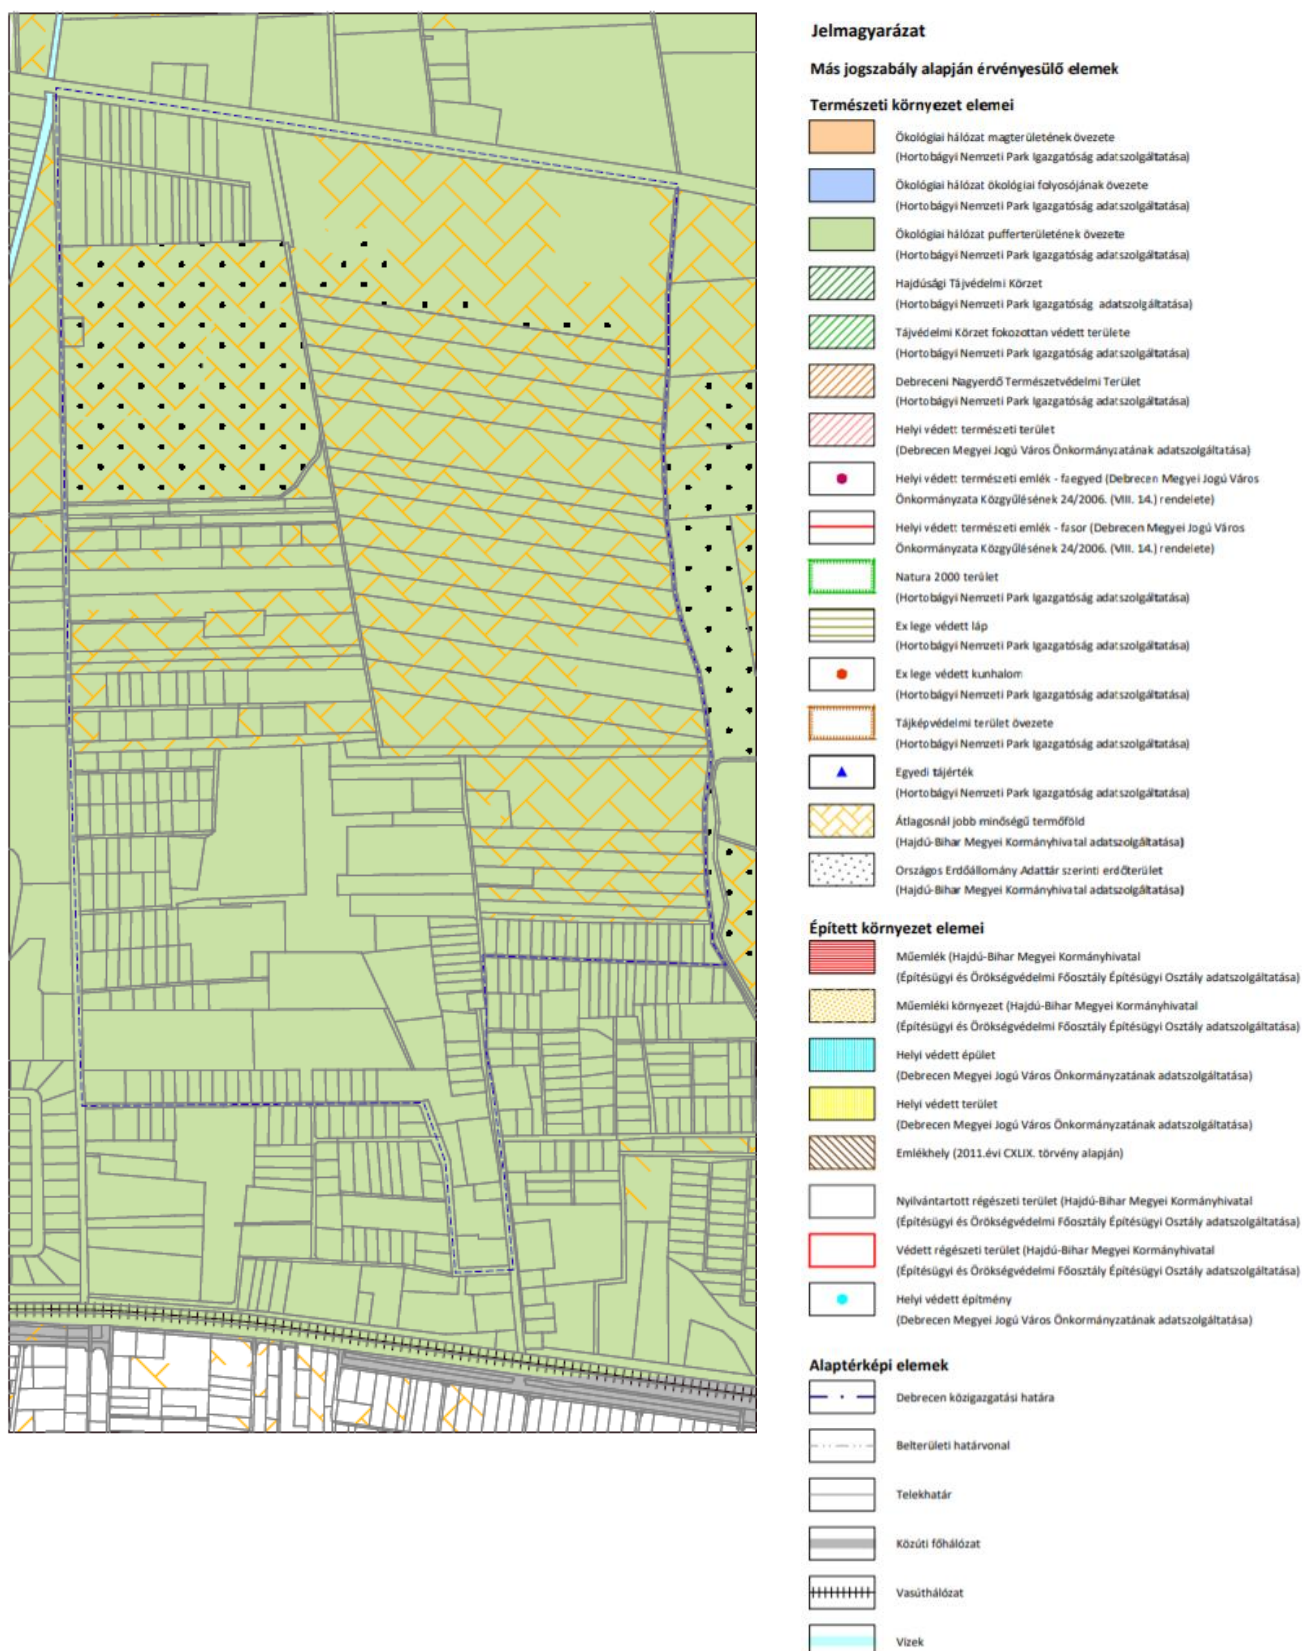 Jelmagyarázat
Más jogszabály alapján érvényesülő elemek
Természeti környezet elemei
Ökológiai hálózat magterületének övezete
(Hortobágyi Nemzeti Park Igazgatóság adatszolgáltatása)
Ökológiai hálózat ökológiai folyosójának övezete
(Hortobágyi Nemzeti Park Igazgatóság adatszolgáltatása)
Ökológiai hálózat pufferterületének övezete
(Hortobágyi Nemzeti Park Igazgatóság adatszolgáltatása)
Hajdúsági Tájvédelmi Körzet
(Hortobágyi Nemzeti Park Igazgatóság adatszolgáltatása)
Tájvédelmi Körzet fokozottan védett területe
(Hortobágyi Nemzeti Park Igazgatóság adatszolgáltatása)
Debreceni Nagyerdő Természetvédelmi Terület
(Hortobágyi Nemzeti Park Igazgatóság adatszolgáltatása)
Helyi védett természeti terület
(Debrecen Megyei Jogú Város Önkormányzatának adatszolgáltatása)
Helyi védett természeti emlék - faegyed (Debrecen Megyei Jogú Város
Önkormányzata Közgyűlésének 24/2006. (VIII. 14.) rendelete)
Helyi védett természeti emlék - fasor (Debrecen Megyei Jogú Város
Önkormányzata Közgyűlésének 24/2006. (VIII. 14.) rendelete)
Natura 2000 terület
(Hortobágyi Nemzeti Park Igazgatóság adatszolgáltatása)
Ex lege védett láp
(Hortobágyi Nemzeti Park Igazgatóság adatszolgáltatása)
Ex lege védett kunhalom
(Hortobágyi Nemzeti Park Igazgatóság adatszolgáltatása)
Tájképvédelmi terület övezete
(Hortobágyi Nemzeti Park Igazgatóság adatszolgáltatása)
Egyedi tájérték
(Hortobágyi Nemzeti Park Igazgatóság adatszolgáltatása)
Átlagosnál jobb minőségű termőföld
(Hajdú-Bihar Megyei Kormányhivatal adatszolgáltatása)
Országos Erdőállomány Adattár szerinti erdőterület
(Hajdú-Bihar Megyei Kormányhivatal adatszolgáltatása)
Épített környezet elemei
Műemlék (Hajdú-Bihar Megyei Kormányhivatal
(Építésügyi és Örökségvédelmi Főosztály Építésügyi Osztály adatszolgáltatása)
Műemléki környezet (Hajdú-Bihar Megyei Kormányhivatal
(Építésügyi és Örökségvédelmi Főosztály Építésügyi Osztály adatszolgáltatása)
Helyi védett épület
(Debrecen Megyei Jogú Város Önkormányzatának adatszolgáltatása)
Helyi védett terület
(Debrecen Megyei Jogú Város Önkormányzatának adatszolgáltatása)
Emlékhely (2011.évi CXLIX. törvény alapján)
Nyilvántartott régészeti terület (Hajdú-Bihar Megyei Kormányhivatal
(Építésügyi és Örökségvédelmi Főosztály Építésügyi Osztály adatszolgáltatása)
Védett régészeti terület (Hajdú-Bihar Megyei Kormányhivatal
(Építésügyi és Örökségvédelmi Főosztály Építésügyi Osztály adatszolgáltatása)
Helyi védett építmény
(Debrecen Megyei Jogú Város Önkormányzatának adatszolgáltatása)
Alaptérképi elemek
Debrecen közigazgatási határa
Belterületi határvonal
Telekhatár
Közúti főhálózat
Vasúthálózat
Vizek